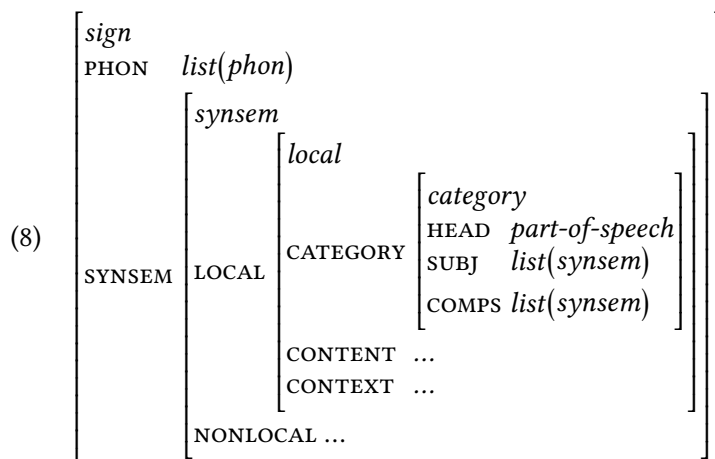 sign
PHON list(phon)
synsem
local
category
HEAD part-of-speech
(8)
CATEGORY
SUBJ list(synsem)
SYNSEM LOCAL
COMPS list(synsem)
CONTENT ...
CONTEXT ...
NONLOCAL ...